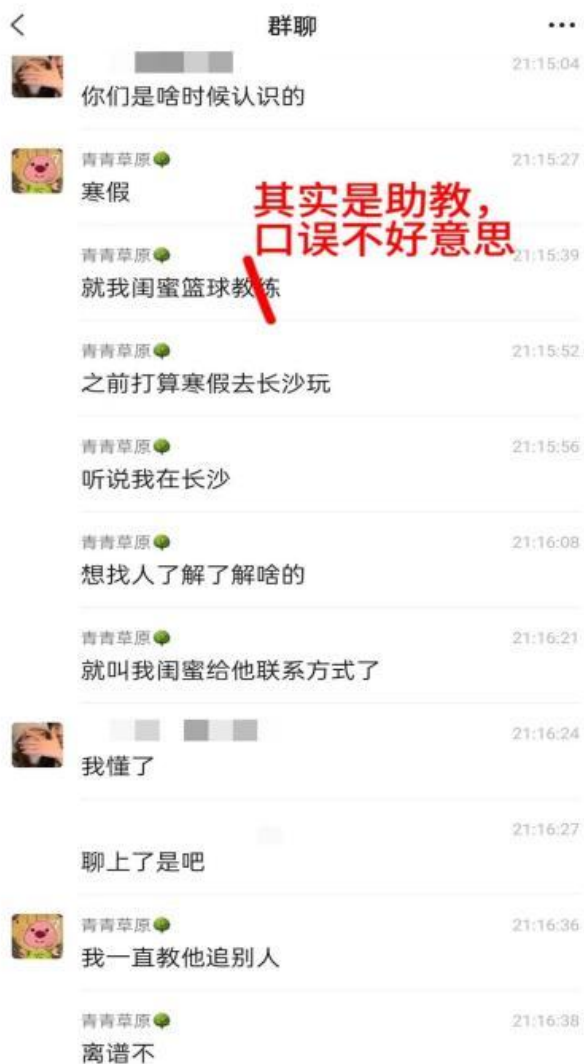 群聊
21:15:04
你们是啥时候认识的
青青草原🌳
21:15:27
寒假
其实是助教，
口误不好意思
青青草原🌳
21:15:39
就我闺蜜篮球教练
青青草原🌳
21:15:52
之前打算寒假去长沙玩
青青草原🌳
21:15:56
听说我在长沙
青青草原🌳
21:16:08
想找人了解了解啥的
青青草原🌳
21:16:21
就叫我闺蜜给他联系方式了
21:16:24
我懂了
21:16:27
聊上了是吧
青青草原🌳
21:16:36
我一直教他追别人
青青草原🌳
21:16:38
离谱不